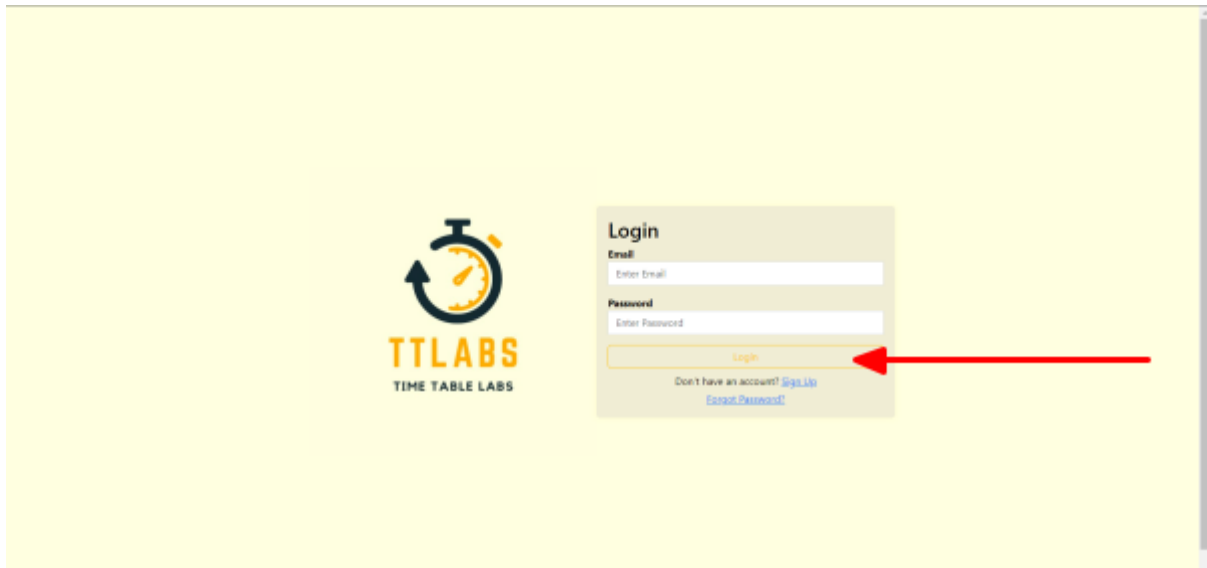 TTLABS
TIME TABLE LABS
Login
Email
Enter Email
Password
Enter Password
Login
Don't have an account? Sign Up
Forgot Password?